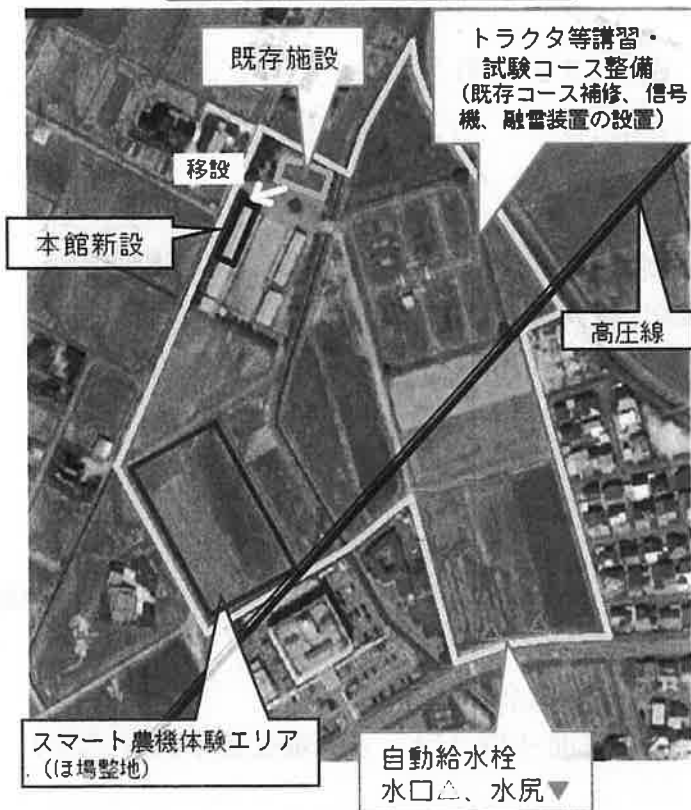 既存施設
トラクタ等講習・
試験コース整備
(既存コース補修、信号
機、融雪装置の設置)
移設
本館新設
高圧線
スマート農機体験エリア
(ほ場整地)
自動給水栓
水口△、水尻▼